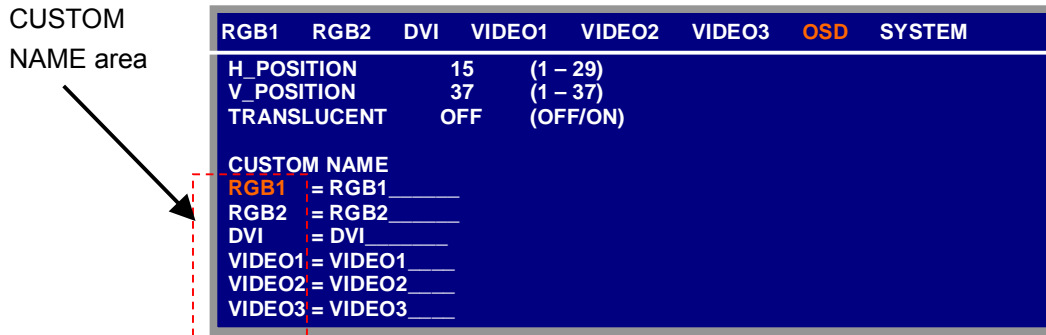 CUSTOM
NAME area
RGB1 RGB2 DVI VIDEO1 VIDEO2 VIDEO3 OSD SYSTEM
H_POSITION 15 (1 – 29)
V_POSITION 37 (1 – 37)
TRANSLUCENT OFF (OFF/ON)
CUSTOM NAME
RGB1 = RGB1______
RGB2 = RGB2______
DVI = DVI_______
VIDEO1 = VIDEO1____
VIDEO2 = VIDEO2____
VIDEO3 = VIDEO3____